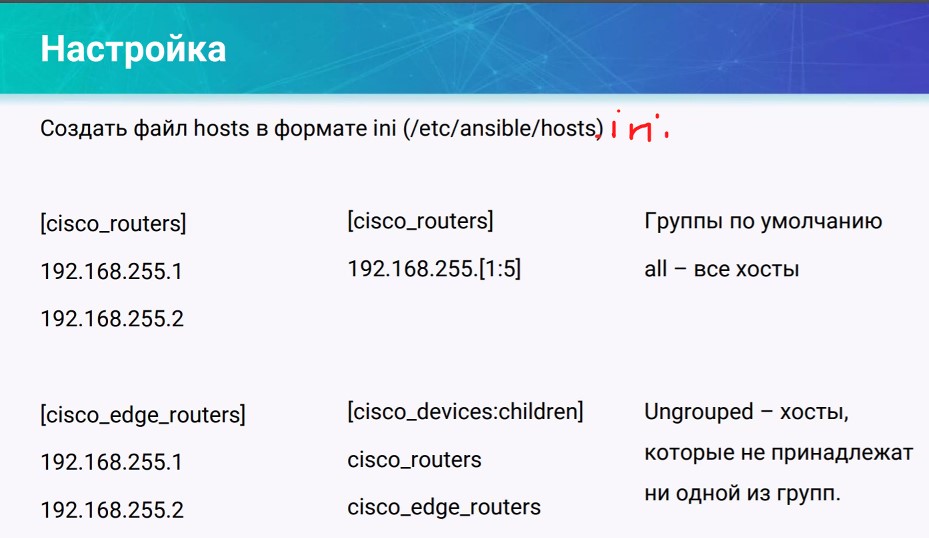 Настройка
Создать файл hosts в формате ini (/etc/ansible/hosts) .ini
[cisco_routers]
192.168.255.1
192.168.255.2
[cisco_routers]
192.168.255.[1:5]
Группы по умолчанию
all – все хосты
[cisco_edge_routers]
192.168.255.1
192.168.255.2
[cisco_devices:children]
cisco_routers
cisco_edge_routers
Ungrouped – хосты,
которые не принадлежат
ни одной из групп.